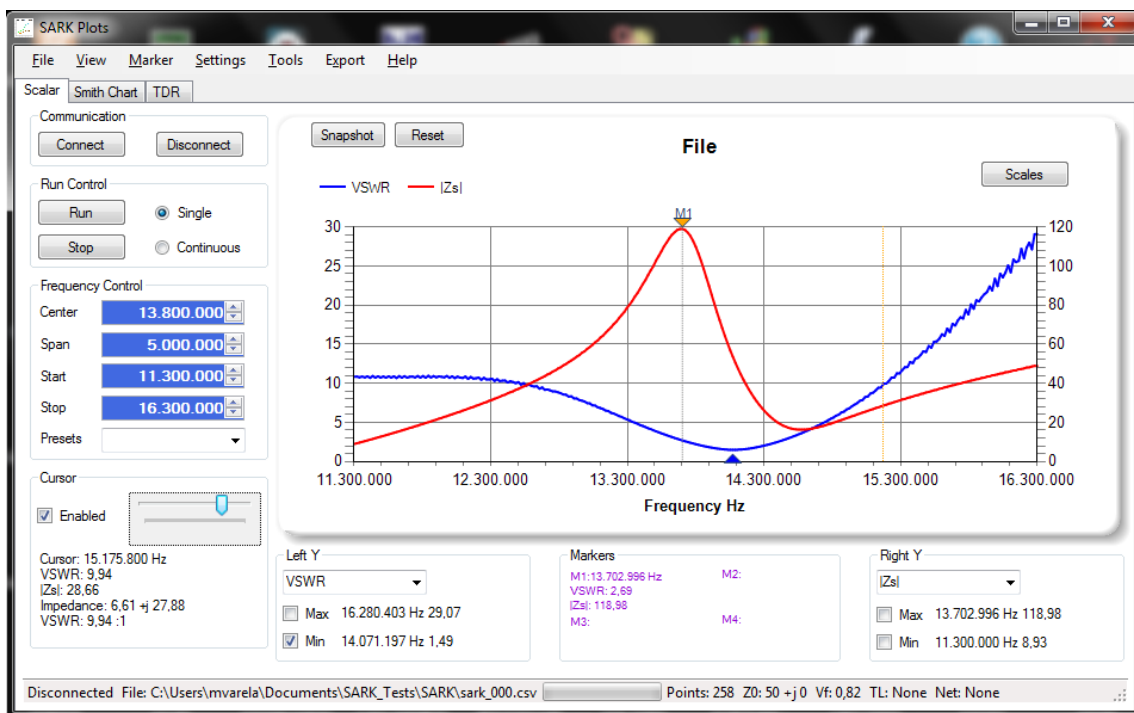 SARK Plots
File View Marker Settings Tools Export Help
Scalar Smith Chart TDR
Communication
Connect Disconnect
Run Control
Run Single
Stop Continuous
Frequency Control
Center 13.800.000
Span 5.000.000
Start 11.300.000
Stop 16.300.000
Presets
Cursor
Enabled
Cursor: 15.175.800 Hz
VSWR: 9,94
|Zs|: 28,66
Impedance: 6,61 +j 27,88
VSWR: 9,94 :1
Snapshot Reset
File
Scales
VSWR |Zs|
M1
30 120
25 100
20 80
15 60
10 40
5 20
0 0
11.300.000 12.300.000 13.300.000 14.300.000 15.300.000 16.300.000
Frequency Hz
Left Y
VSWR
Max 16.280.403 Hz 29,07
Min 14.071.197 Hz 1,49
Markers
M1:13.702.996 Hz M2:
VSWR: 2,69
|Zs|: 118,98
M3: M4:
Right Y
|Zs|
Max 13.702.996 Hz 118,98
Min 11.300.000 Hz 8,93
Disconnected File: C:\Users\mvarela\Documents\SARK_Tests\SARK\sark_000.csv Points: 258 Z0: 50 +j 0 Vf: 0,82 TL: None Net: None